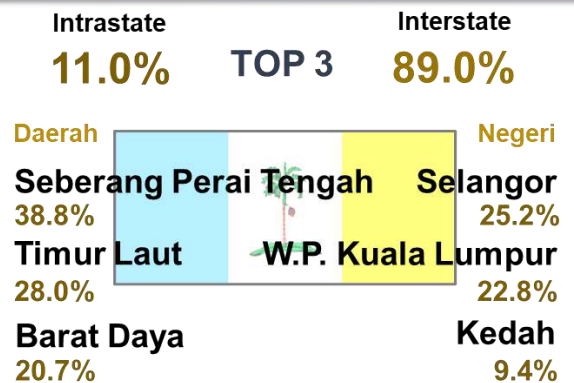 Intrastate Interstate
11.0% TOP 3 89.0%
Daerah Negeri
Seberang Perai Tengah Selangor
38.8% 25.2%
Timur Laut W.P. Kuala Lumpur
28.0% 22.8%
Barat Daya Kedah
20.7% 9.4%